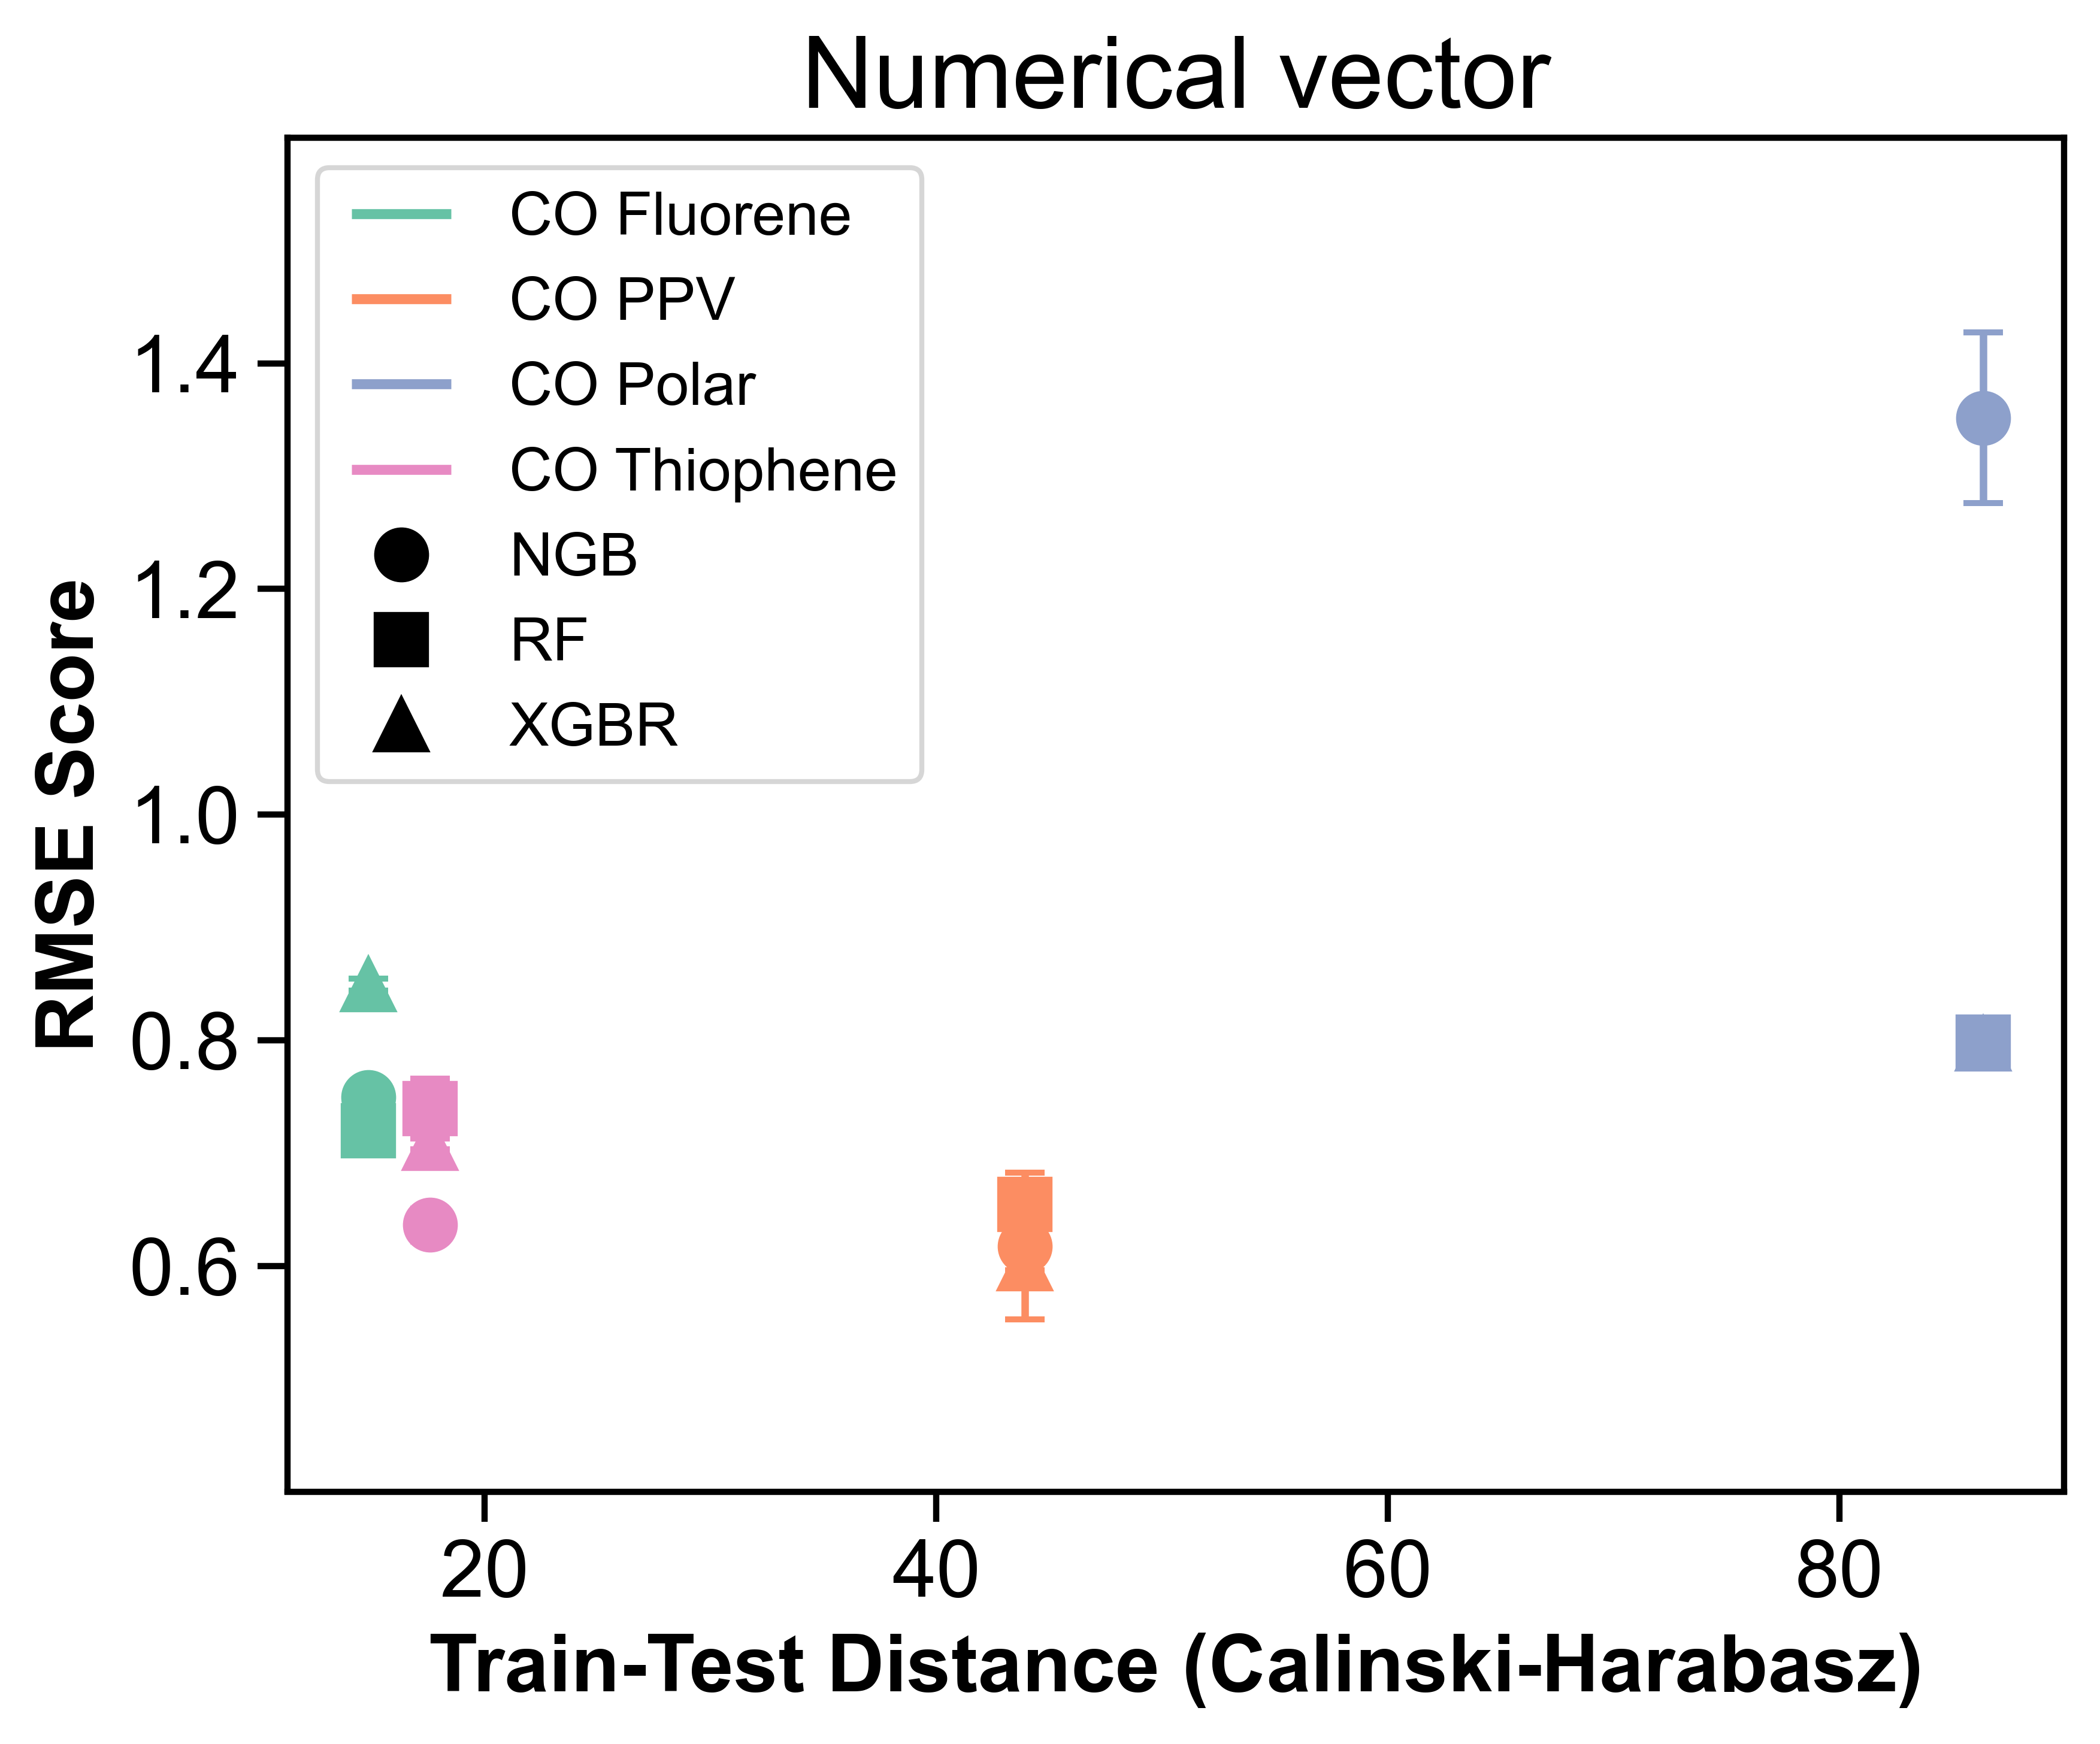 Numerical vector
CO Fluorene
CO PPV
CO Polar
CO Thiophene
NGB
RF
XGBR
RMSE Score
1.4
1.2
1.0
0.8
0.6
20 40 60 80
Train-Test Distance (Calinski-Harabasz)